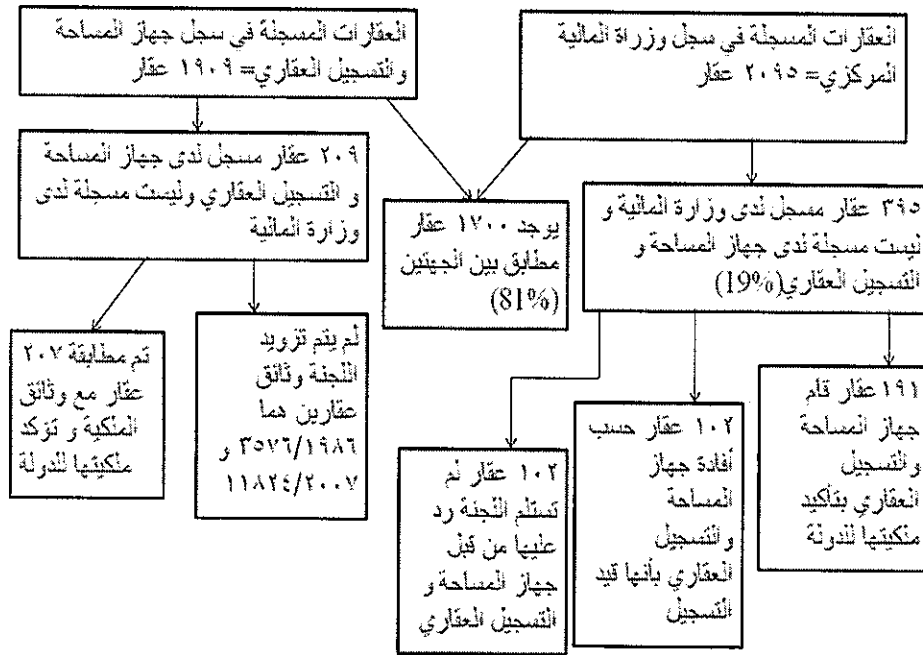 العقارات المسجلة في سجل جهاز المساحة
والتسجيل العقاري= ١٩٠٩ عقار
العقارات المسجلة في سجل وزراة المالية
المركزي= ٢٠٩٥ عقار
٢٠٩ عقار مسجل لدى جهاز المساحة
و التسجيل العقاري وليست مسجلة لدى
وزارة المالية
يوجد ١٧٠٠ عقار
مطابق بين الجهتين
(81%)
٣٩٥ عقار مسجل لدى وزارة المالية و
ليست مسجلة لدى جهاز المساحة و
التسجيل العقاري(19%)
تم مطابقة ٢٠٧
عقار مع وثائق
الملكية و تؤكد
ملكيتها للدولة
لم يتم تزويد
اللجنة وثائق
عقارين هما
٣٥٧٦/١٩٨٦ و
١١٨٢٤/٢٠٠٧
١٠٢ عقار لم
تستلم اللجنة رد
عليها من قبل
جهاز المساحة و
التسجيل العقاري
١٠٢ عقار حسب
أفادة جهاز
المساحة
والتسجيل
العقاري بأنها قيد
التسجيل
١٩١ عقار قام
جهاز المساحة
والتسجيل
العقاري بتأكيد
ملكيتها للدولة